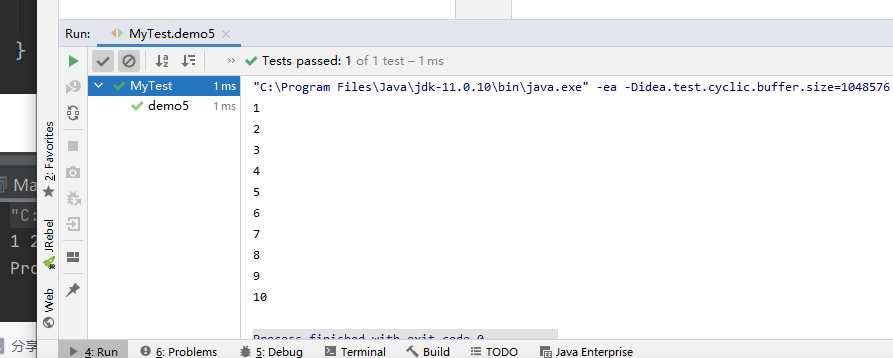 }
Run: MyTest.demo5 ×
» Tests passed: 1 of 1 test – 1 ms
MyTest 1 ms
demo5 1 ms
"C:\Program Files\Java\jdk-11.0.10\bin\java.exe" -ea -Didea.test.cyclic.buffer.size=1048576
1
2
3
4
5
6
7
8
9
10
Process finished with exit code 0
2: Favorites
JRebel
Web
Ma
"C:
1 2
Pro
分享
4: Run 6: Problems 5: Debug Terminal Build TODO Java Enterprise